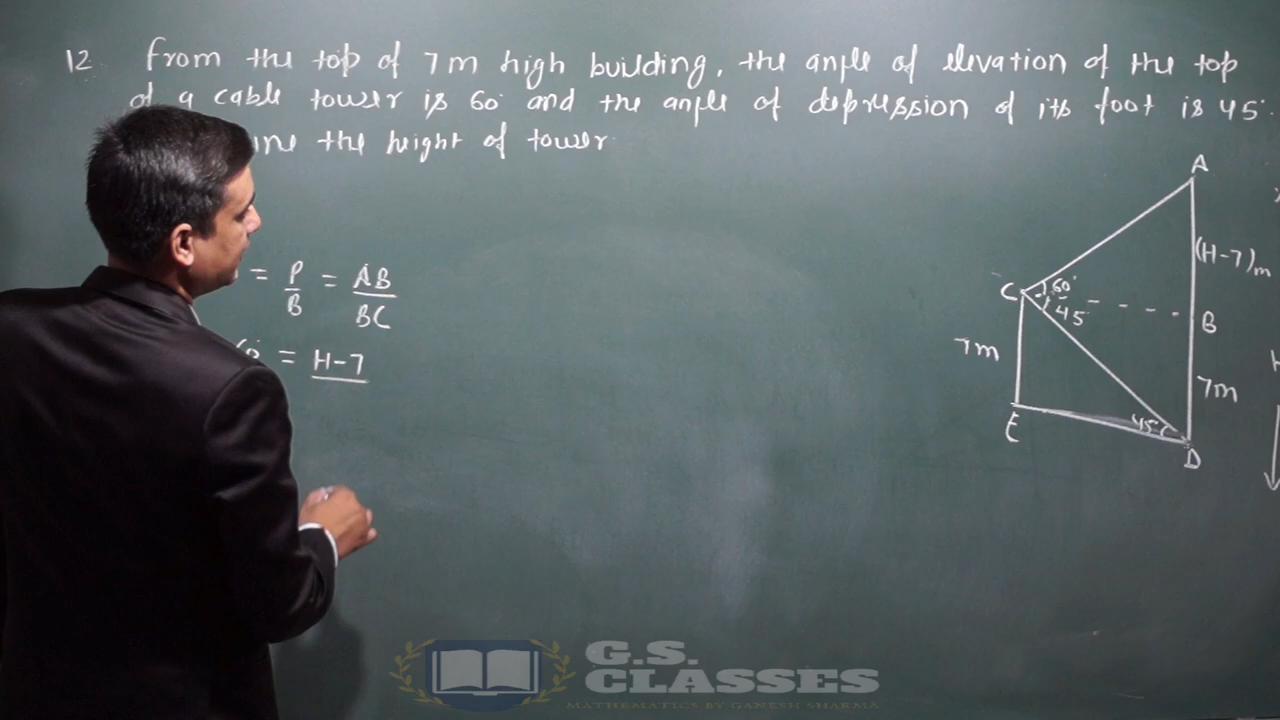 12 from the top of 7m high building, the angle of elevation of the top
of a cable tower is 60° and the angle of depression of its foot is 45°.
the height of tower.
= P/B = AB/BC
= H-7
A
(H-7)m
C
60°
45
B
7m
7m
45°
E
D
G.S.
CLASSES
MATHEMATICS BY GANESH SHARMA